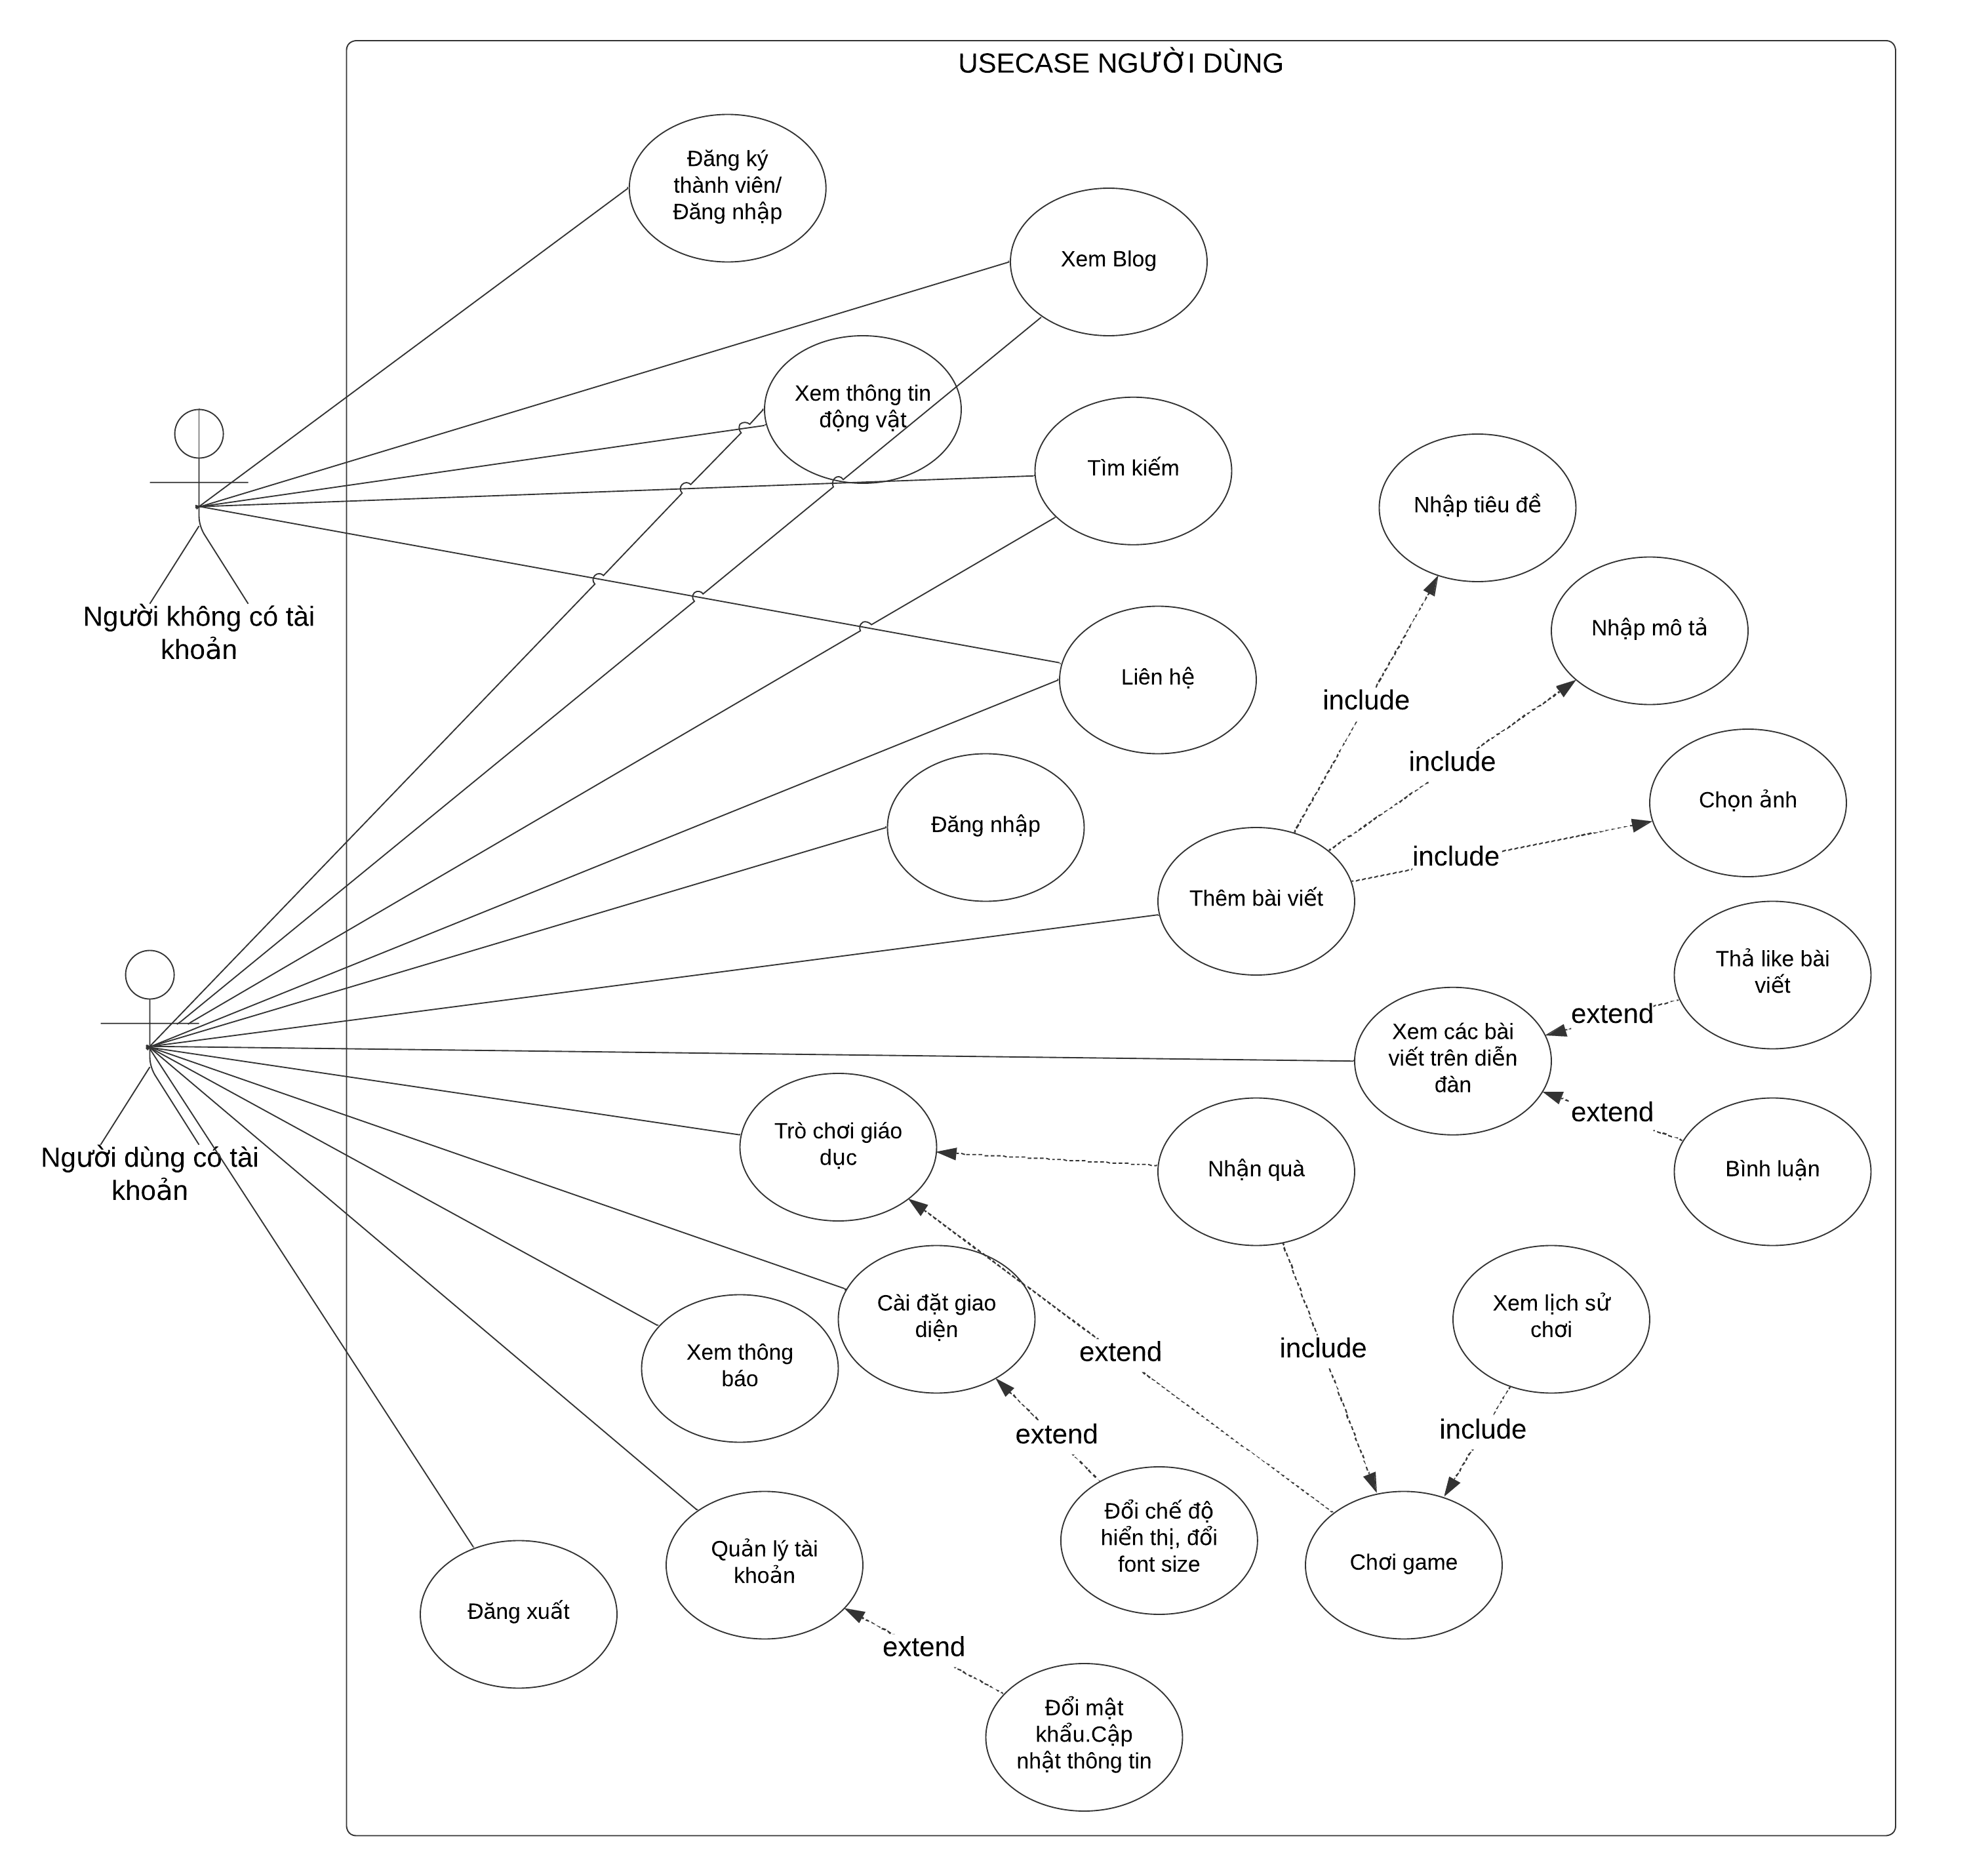 USECASE NGƯỜI DÙNG
Đăng ký
thành viên/
Đăng nhập
Xem Blog
Xem thông tin
động vật
Tìm kiếm
Nhập tiêu đề
Người không có tài
khoản
Nhập mô tả
Liên hệ
include
include
Chọn ảnh
Đăng nhập
include
Thêm bài viết
Thả like bài
viết
extend
Xem các bài
viết trên diễn
đàn
extend
Người dùng có tài
khoản
Trò chơi giáo
dục
Nhận quà
Bình luận
Cài đặt giao
diện
Xem lịch sử
chơi
Xem thông
báo
extend
include
extend
include
Đổi chế độ
hiển thị, đổi
font size
Quản lý tài
khoản
Chơi game
Đăng xuất
extend
Đổi mật
khẩu.Cập
nhật thông tin